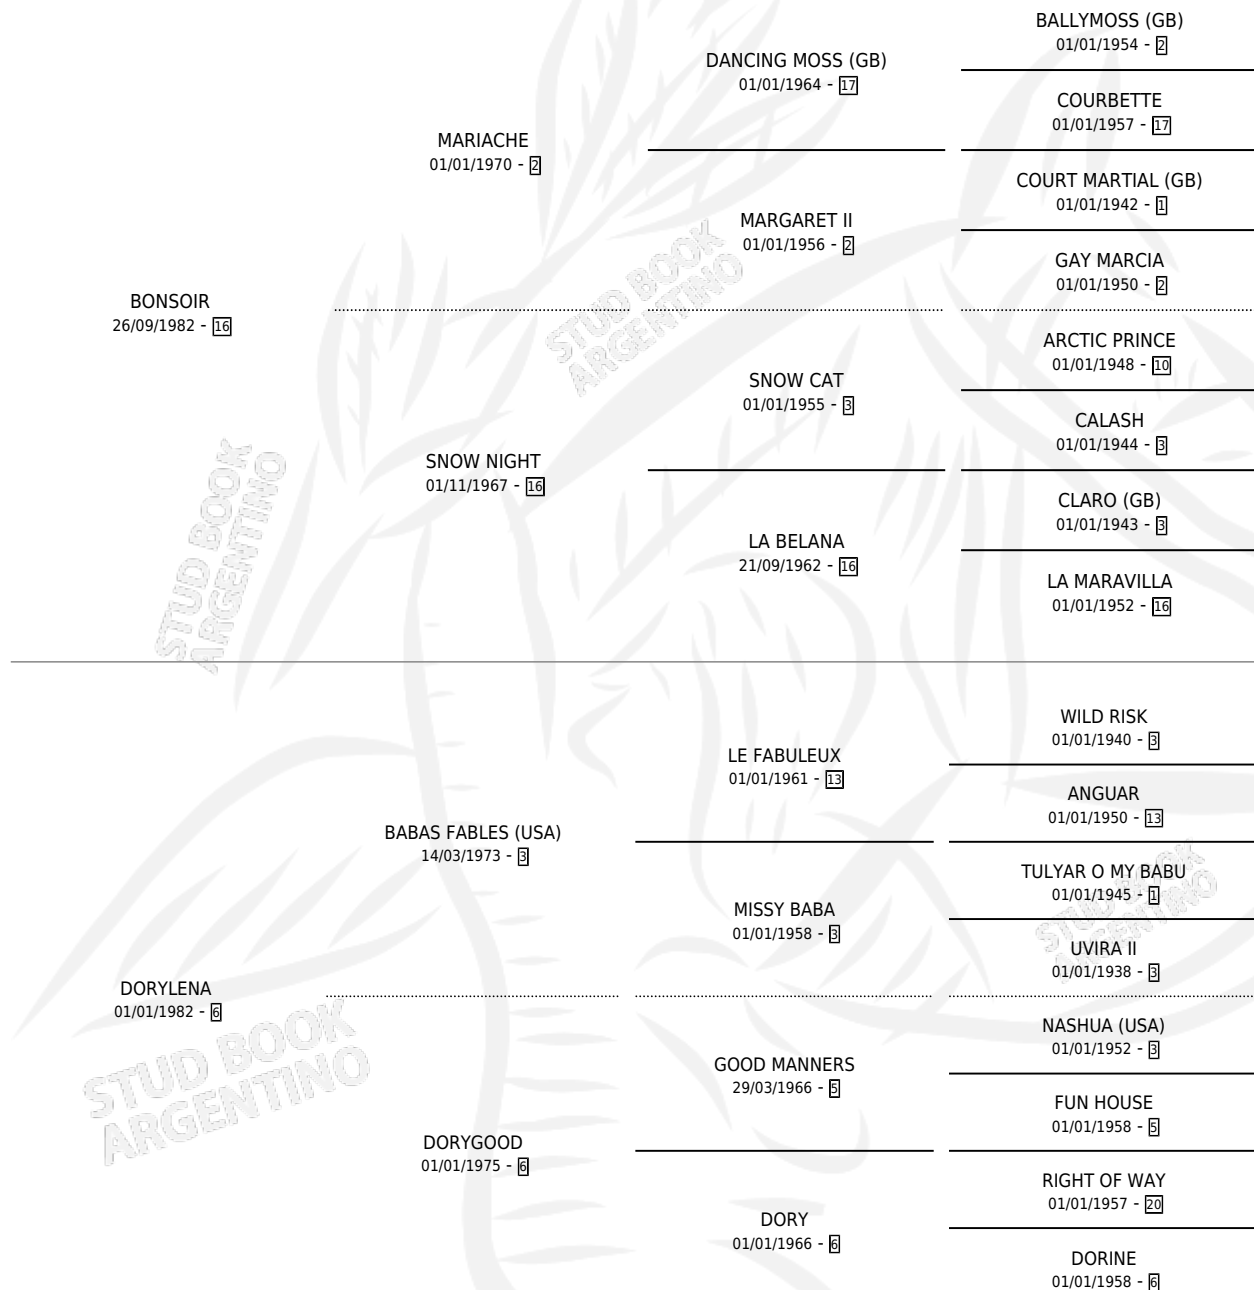 BALLYMOSS (GB)
01/01/1954 - 2
DANCING MOSS (GB)
01/01/1964 - 17
COURBETTE
01/01/1957 - 17
MARIACHE
01/01/1970 - 2
COURT MARTIAL (GB)
01/01/1942 - 1
MARGARET II
01/01/1956 - 2
GAY MARCIA
01/01/1950 - 2
BONSOIR
26/09/1982 - 16
ARCTIC PRINCE
01/01/1948 - 10
SNOW CAT
01/01/1955 - 3
CALASH
01/01/1944 - 3
SNOW NIGHT
01/11/1967 - 16
CLARO (GB)
01/01/1943 - 3
LA BELANA
21/09/1962 - 16
LA MARAVILLA
01/01/1952 - 16
WILD RISK
01/01/1940 - 3
LE FABULEUX
01/01/1961 - 13
ANGUAR
01/01/1950 - 13
BABAS FABLES (USA)
14/03/1973 - 3
TULYAR O MY BABU
01/01/1945 - 1
MISSY BABA
01/01/1958 - 3
UVIRA II
01/01/1938 - 3
DORYLENA
01/01/1982 - 6
NASHUA (USA)
01/01/1952 - 3
GOOD MANNERS
29/03/1966 - 5
FUN HOUSE
01/01/1958 - 5
DORYGOOD
01/01/1975 - 6
RIGHT OF WAY
01/01/1957 - 20
DORY
01/01/1966 - 6
DORINE
01/01/1958 - 6
STUD BOOK
ARGENTINO
STUD BOOK
ARGENTINO
STUD BOOK
ARGENTINO
STUD BOOK
ARGENTINO